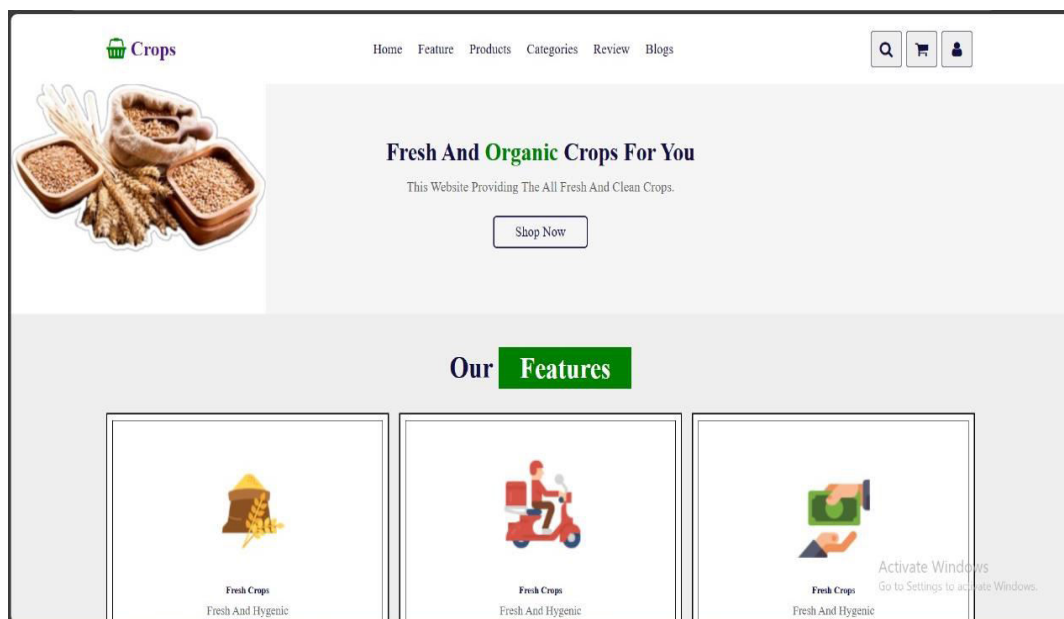 Crops
Home Feature Products Categories Review Blogs
Fresh And Organic Crops For You
This Website Providing The All Fresh And Clean Crops.
Shop Now
Our Features
Fresh Crops
Fresh And Hygenic
Fresh Crops
Fresh And Hygenic
Fresh Crops
Fresh And Hygenic
Activate Windows
Go to Settings to activate Windows.